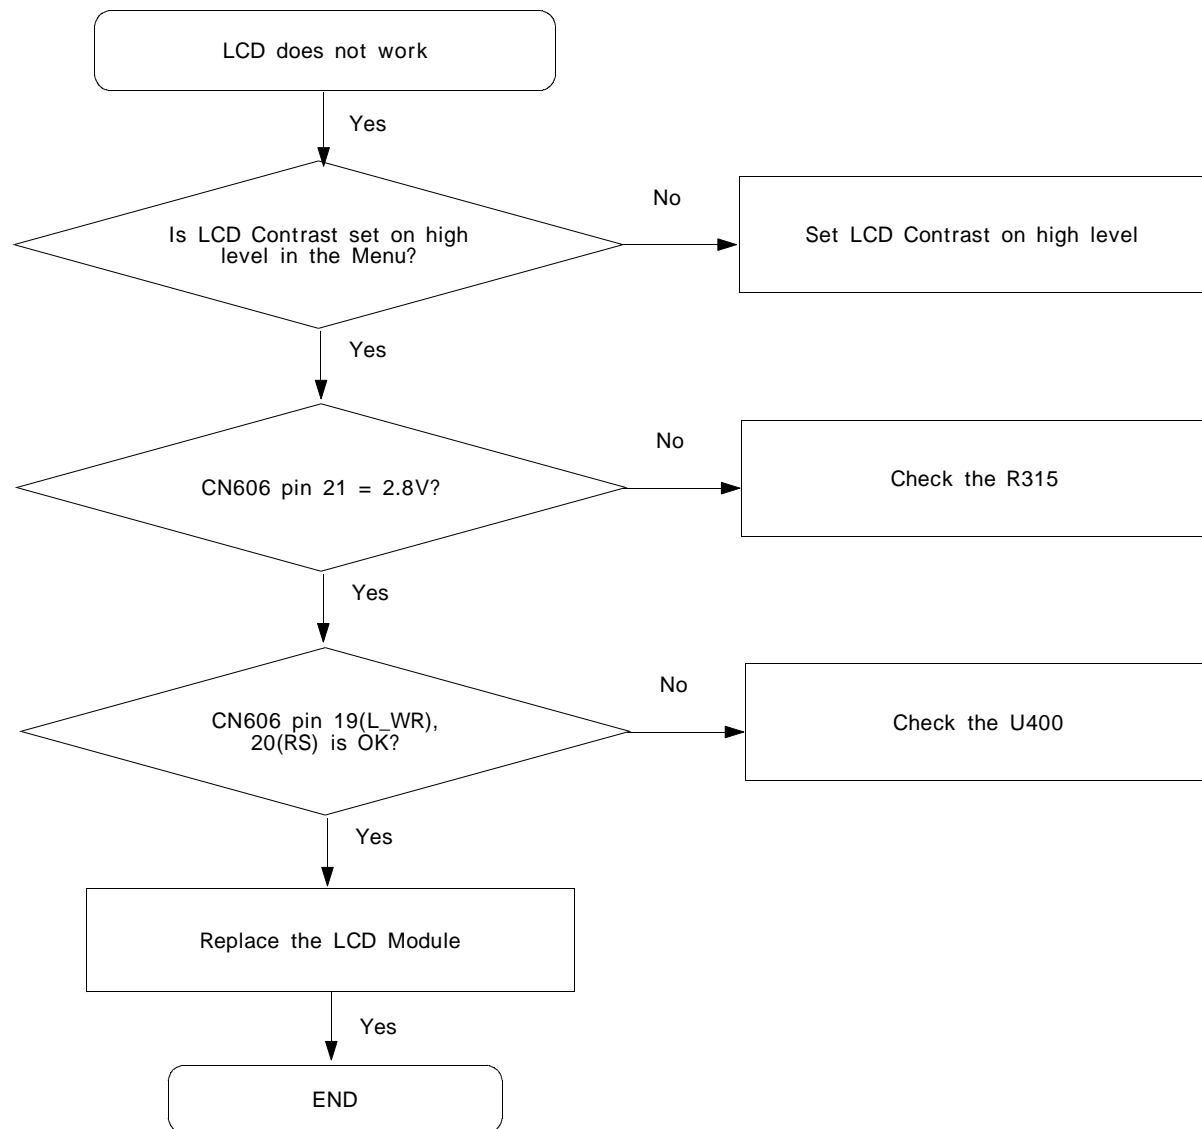 LCD does not work
Yes
Is LCD Contrast set on high
level in the Menu?
No
Set LCD Contrast on high level
Yes
CN606 pin 21 = 2.8V?
No
Check the R315
Yes
CN606 pin 19(L_WR),
20(RS) is OK?
No
Check the U400
Yes
Replace the LCD Module
Yes
END